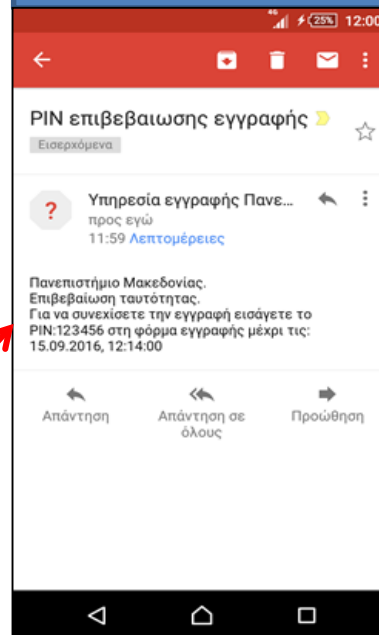 4G 25% 12:00
PIN επιβεβαιωσης εγγραφής
Εισερχόμενα
? Υπηρεσία εγγραφής Πανε...
προς εγώ
11:59 Λεπτομέρειες
Πανεπιστήμιο Μακεδονίας.
Επιβεβαίωση ταυτότητας.
Για να συνεχίσετε την εγγραφή εισάγετε το
PIN:123456 στη φόρμα εγγραφής μέχρι τις:
15.09.2016, 12:14:00
Απάντηση Απάντηση σε όλους Προώθηση